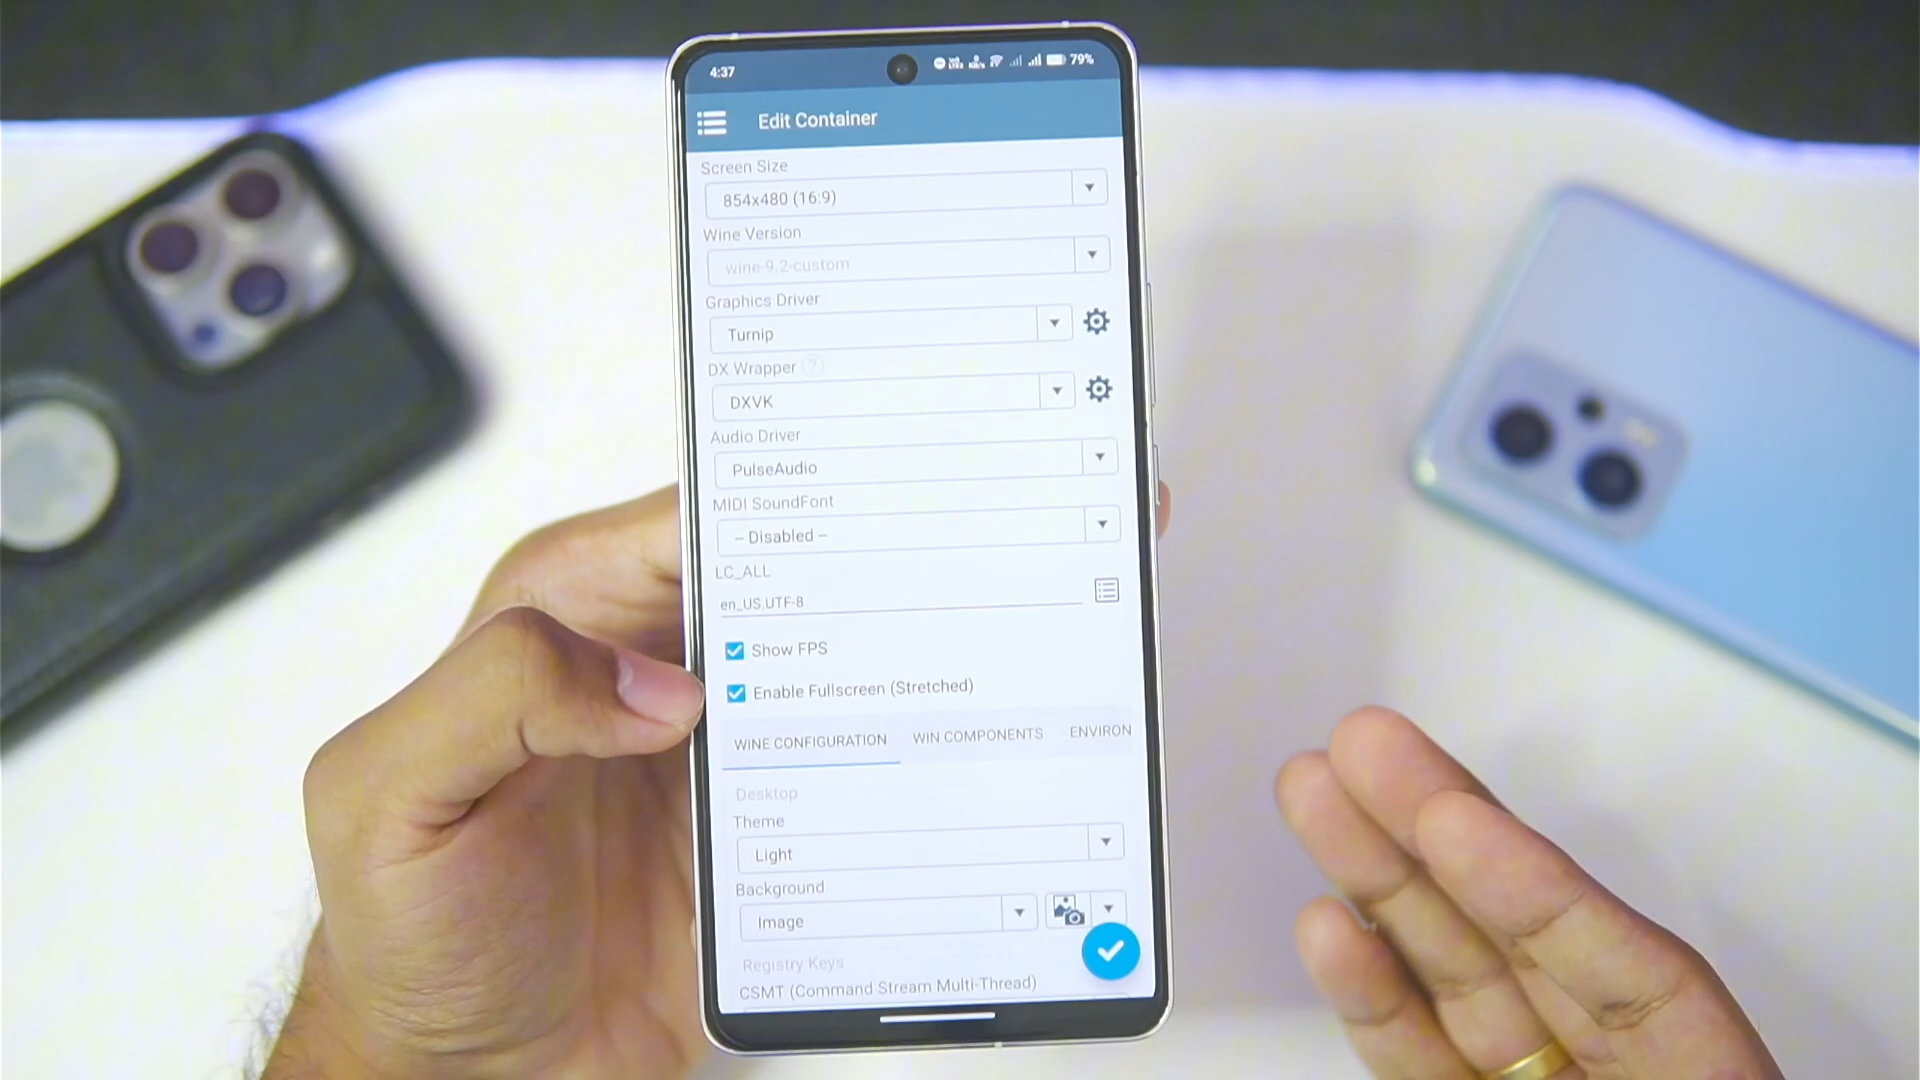 4:37
79%
Edit Container
Screen Size
854x480 (16:9)
Wine Version
wine-9.2-custom
Graphics Driver
Turnip
DX Wrapper ?
DXVK
Audio Driver
PulseAudio
MIDI SoundFont
-- Disabled --
LC_ALL
en_US.UTF-8
Show FPS
Enable Fullscreen (Stretched)
WINE CONFIGURATION WIN COMPONENTS ENVIRON
Desktop
Theme
Light
Background
Image
Registry Keys
CSMT (Command Stream Multi-Thread)